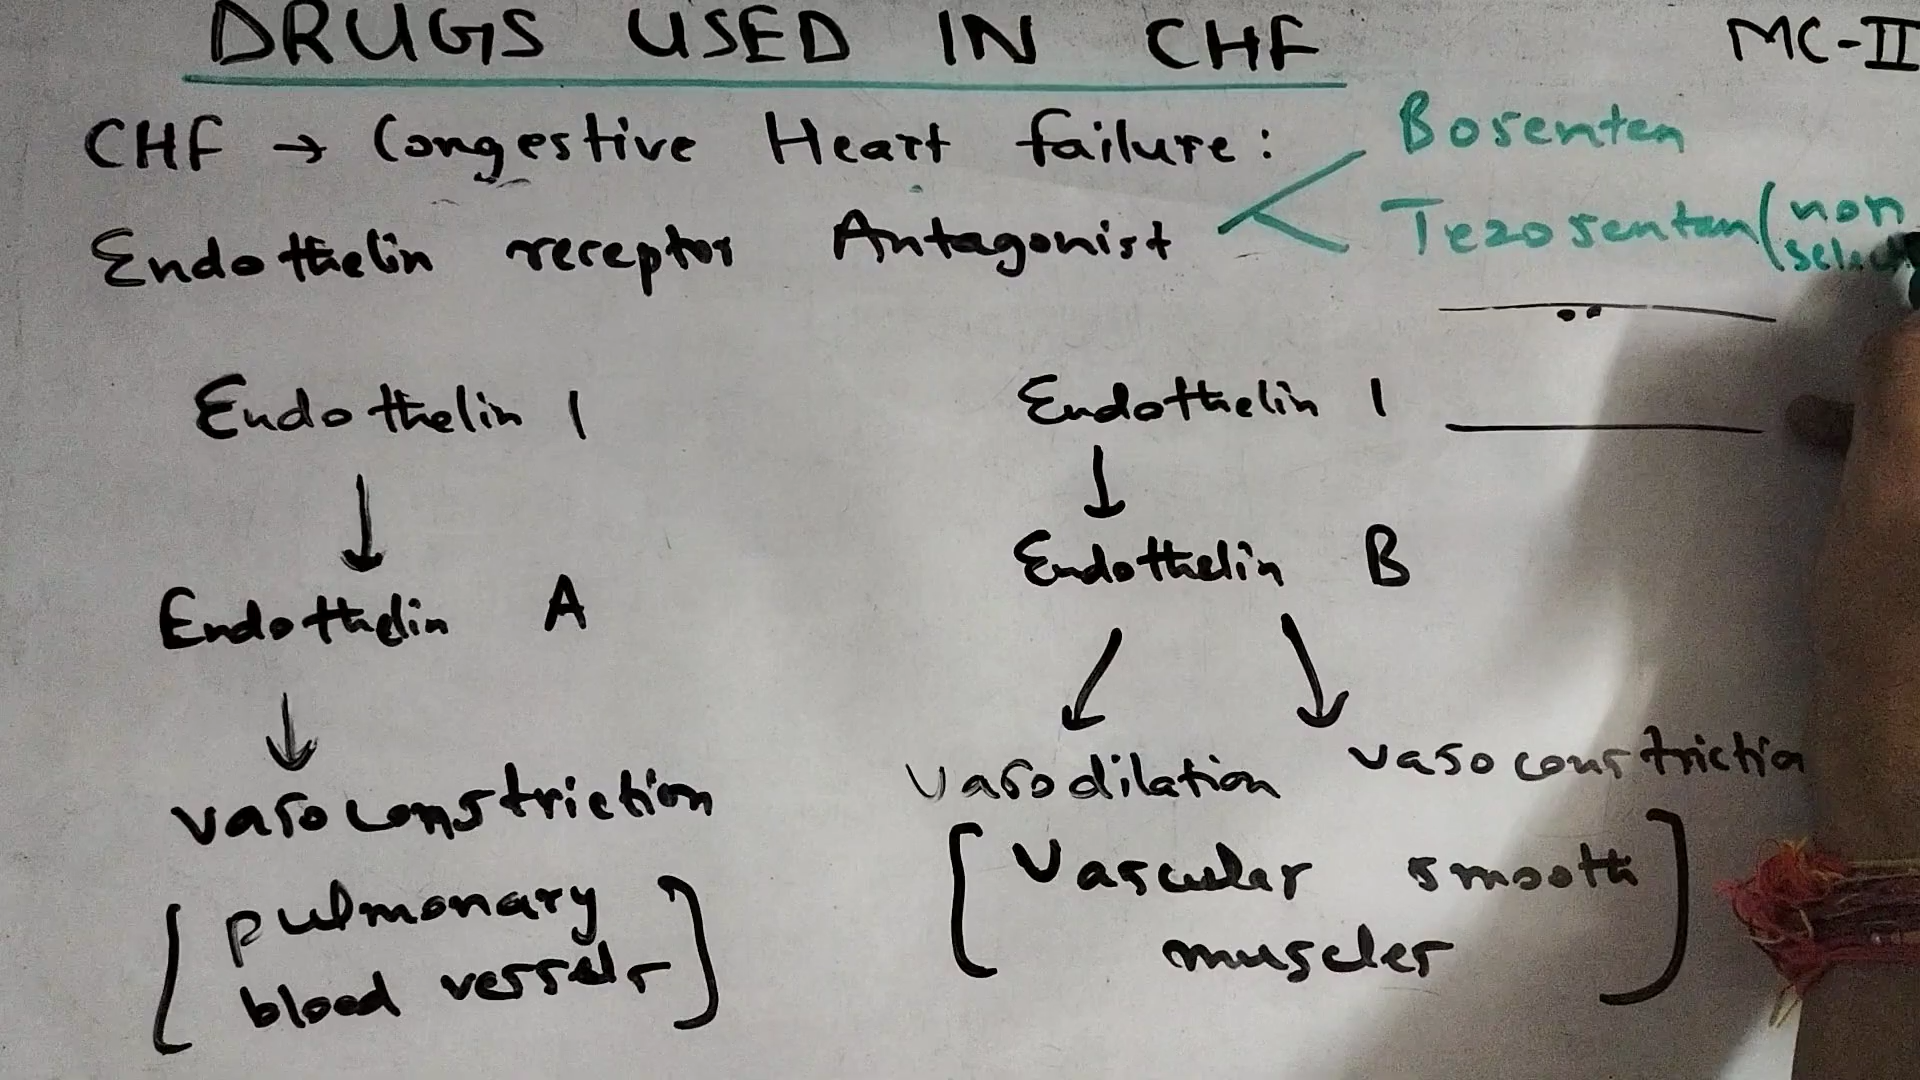 DRUGS USED IN CHF
MC-II
CHF → Congestive Heart failure:
Endothelin receptor Antagonist
Bosentan
Tezosentan (non
Endothelin 1
↓
Endothelin A
↓
vasoconstriction
[pulmonary
blood vessels]
Endothelin 1
↓
Endothelin B
vasodilation
vasoconstriction
[Vascular smooth
muscles]